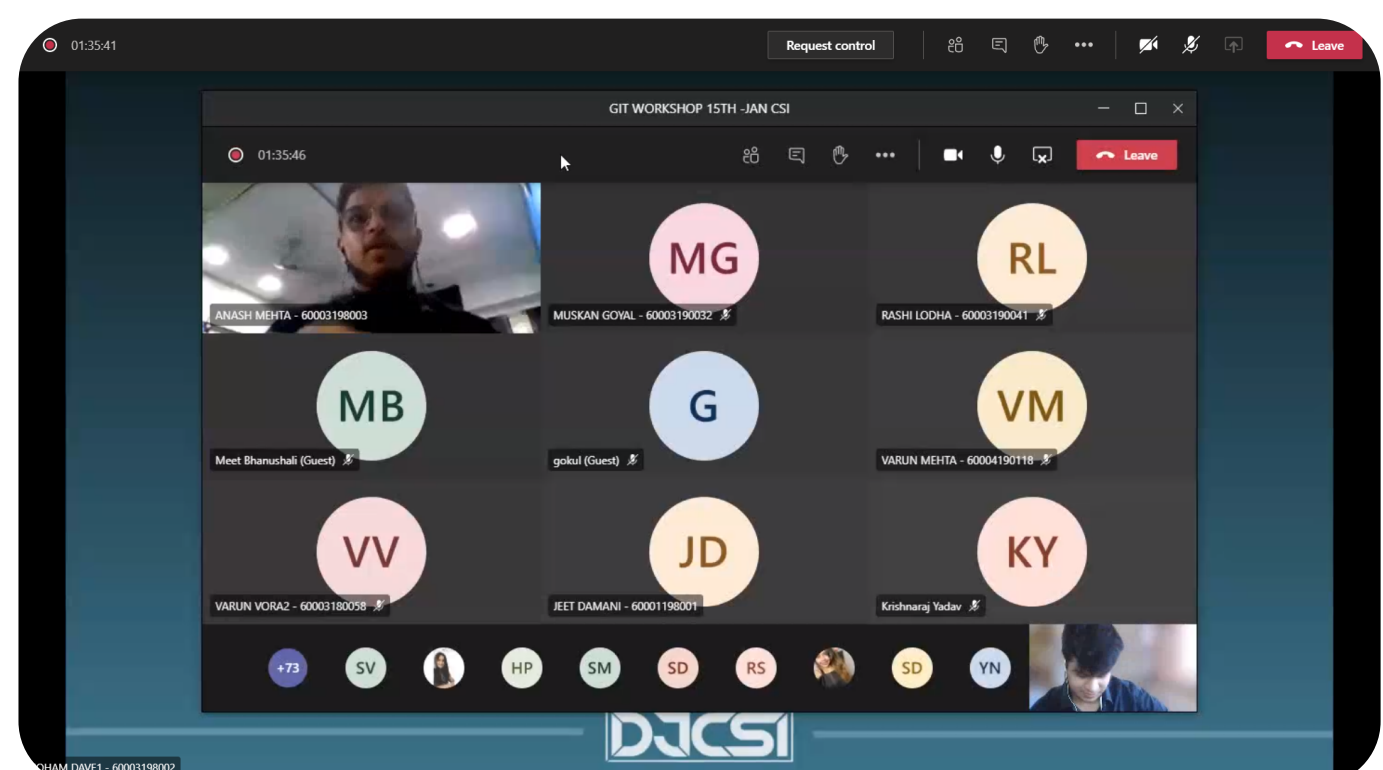 01:35:41
Request control
Leave
GIT WORKSHOP 15TH -JAN CSI
01:35:46
Leave
MG
RL
ANASH MEHTA - 60003198003
MUSKAN GOYAL - 60003190032
RASHI LODHA - 60003190041
MB
G
VM
Meet Bhanushali (Guest)
gokul (Guest)
VARUN MEHTA - 60004190118
VV
JD
KY
VARUN VORA2 - 60003180058
JEET DAMANI - 60001198001
Krishnaraj Yadav
+73
SV
HP
SM
SD
RS
SD
YN
DJCSI
DAVE1 - 60003198002